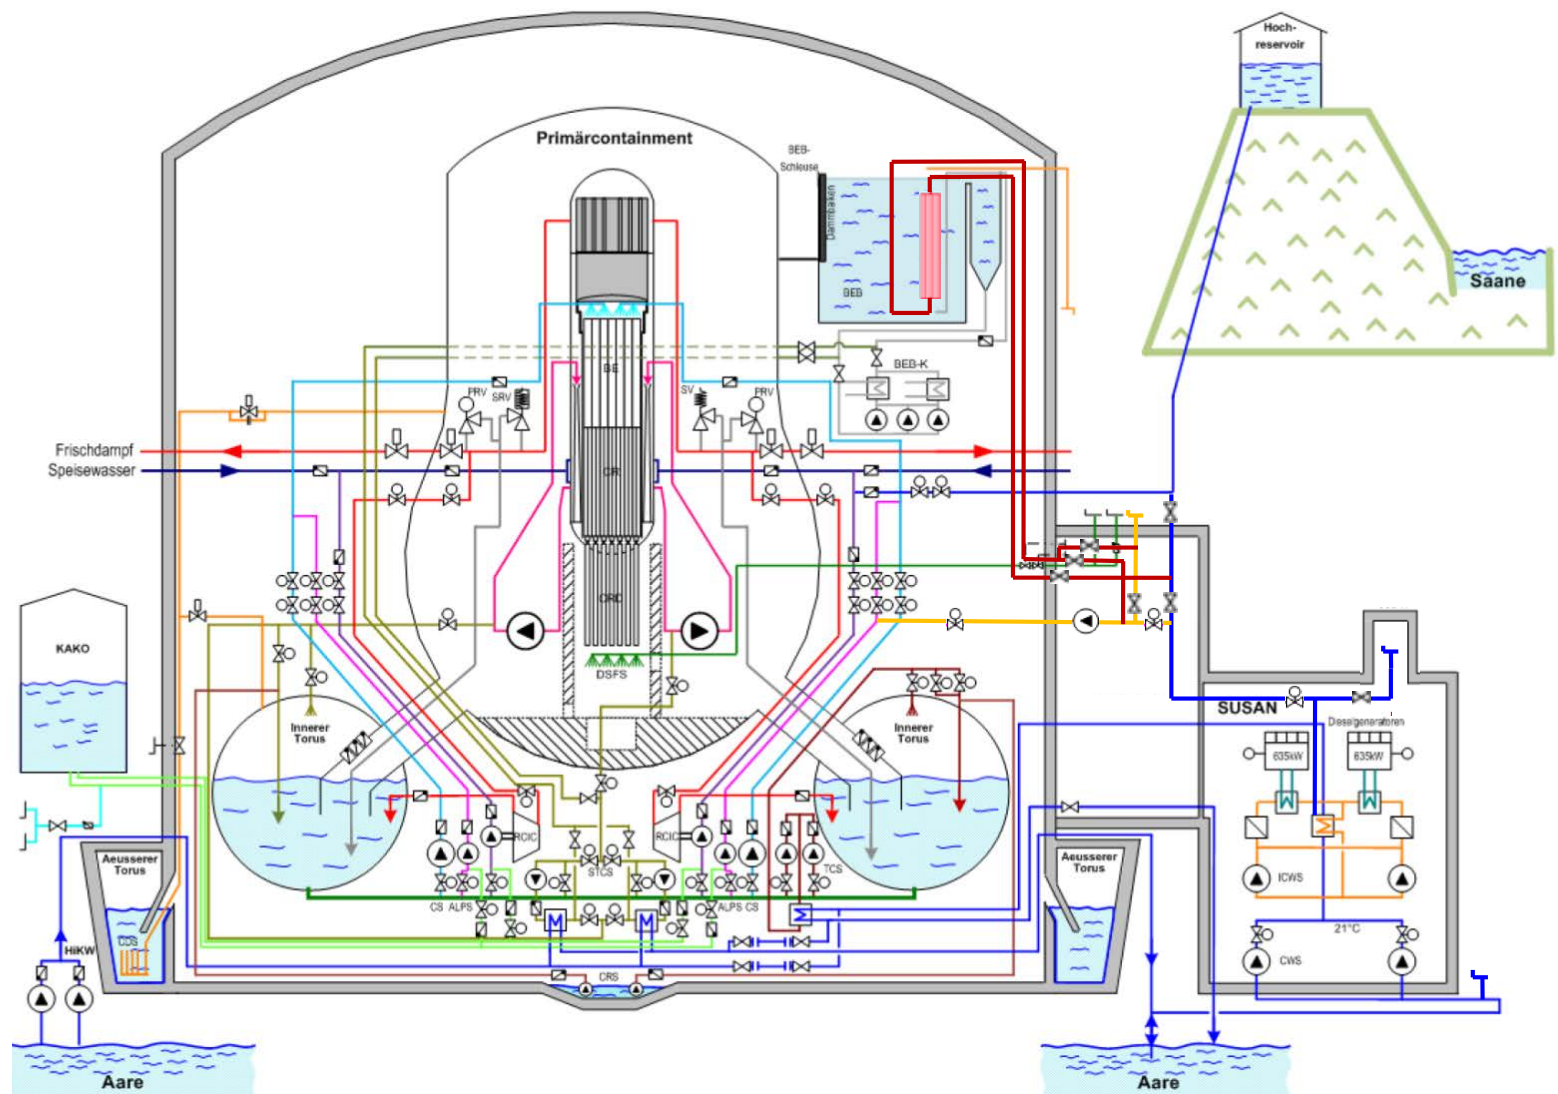 Hoch-
reservoir
Primärcontainment
BEB-
Schleuse
Dammbalken
Saane
BEB
BE
BEB-K
PRV
SRV
SV
PRV
Frischdampf
Speisewasser
CR
CRD
KAKO
DSFS
Innerer
Torus
Innerer
Torus
SUSAN
Dieselgeneratoren
635kW
635kW
RCIC
RCIC
Aeusserer
Torus
STCS
TCS
Aeusserer
Torus
ICWS
CS
ALPS
ALPS
CS
21°C
HiKW
CDS
CRS
CWS
Aare
Aare